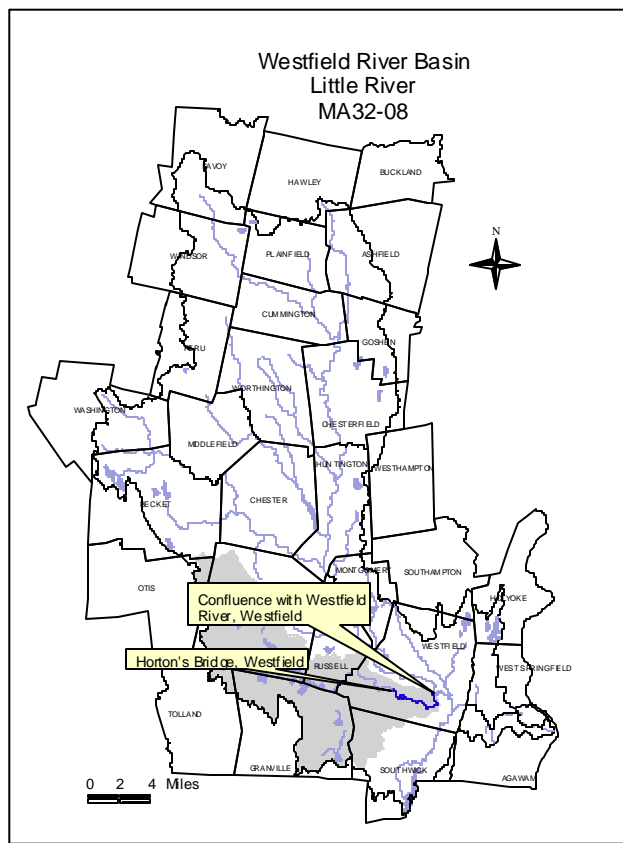 Westfield River Basin
Little River
MA32-08
SAVOY
HAWLEY
BUCKLAND
N
WINDSOR
PLAINFIELD
ASHFIELD
CUMMINGTON
GOSHEN
PERU
WORTHINGTON
WASHINGTON
CHESTERFIELD
MIDDLEFIELD
HUNTINGTON
WESTHAMPTON
BECKET
CHESTER
MONTGOMERY
SOUTHAMPTON
OTIS
HOLYOKE
Confluence with Westfield
River, Westfield
WESTFIELD
Horton's Bridge, Westfield
RUSSELL
WEST SPRINGFIELD
TOLLAND
GRANVILLE
SOUTHWICK
AGAWAM
0 2 4 Miles